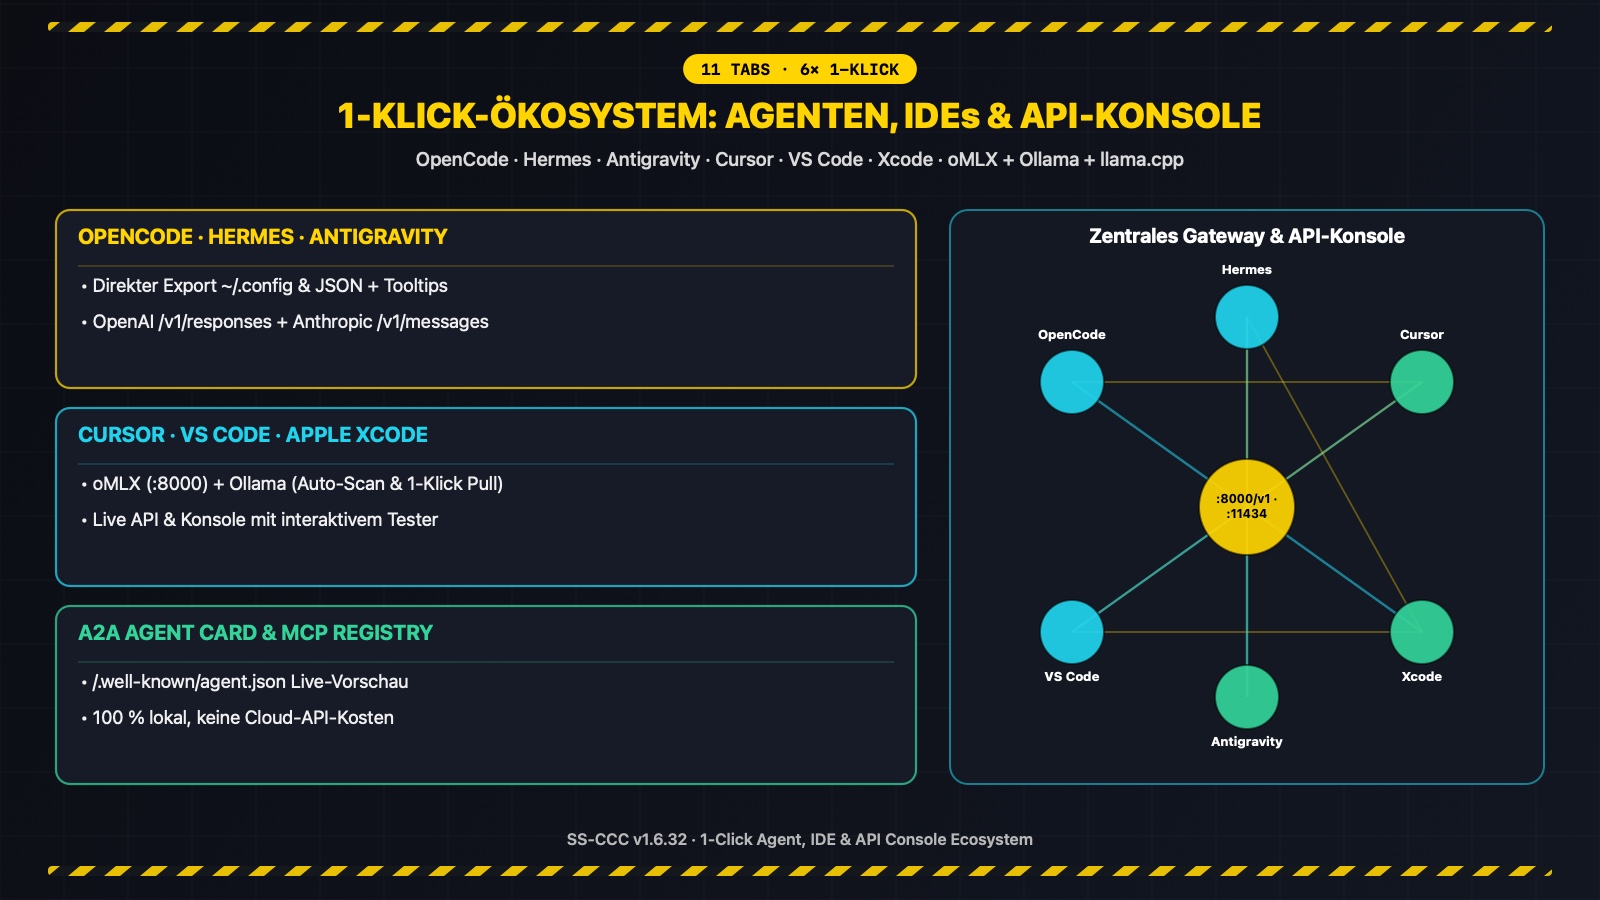 11 TABS · 6× 1-KLICK
1-KLICK-ÖKOSYSTEM: AGENTEN, IDEs & API-KONSOLE
OpenCode · Hermes · Antigravity · Cursor · VS Code · Xcode · oMLX + Ollama + llama.cpp
OPENCODE · HERMES · ANTIGRAVITY
• Direkter Export ~/.config & JSON + Tooltips
• OpenAI /v1/responses + Anthropic /v1/messages
CURSOR · VS CODE · APPLE XCODE
• oMLX (:8000) + Ollama (Auto-Scan & 1-Klick Pull)
• Live API & Konsole mit interaktivem Tester
A2A AGENT CARD & MCP REGISTRY
• /.well-known/agent.json Live-Vorschau
• 100 % lokal, keine Cloud-API-Kosten
Zentrales Gateway & API-Konsole
Hermes
OpenCode
Cursor
:8000/v1 ·
:11434
VS Code
Xcode
Antigravity
SS-CCC v1.6.32 · 1-Click Agent, IDE & API Console Ecosystem